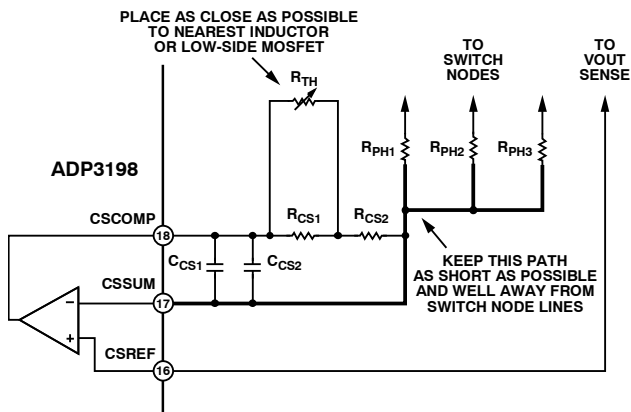 PLACE AS CLOSE AS POSSIBLE
TO NEAREST INDUCTOR
OR LOW-SIDE MOSFET
TO
SWITCH
NODES
TO
VOUT
SENSE
RTH
RPH1
RPH2
RPH3
ADP3198
CSCOMP
18
RCS1
RCS2
CCS1
CCS2
KEEP THIS PATH
AS SHORT AS POSSIBLE
AND WELL AWAY FROM
SWITCH NODE LINES
CSSUM
17
–
+
CSREF
16